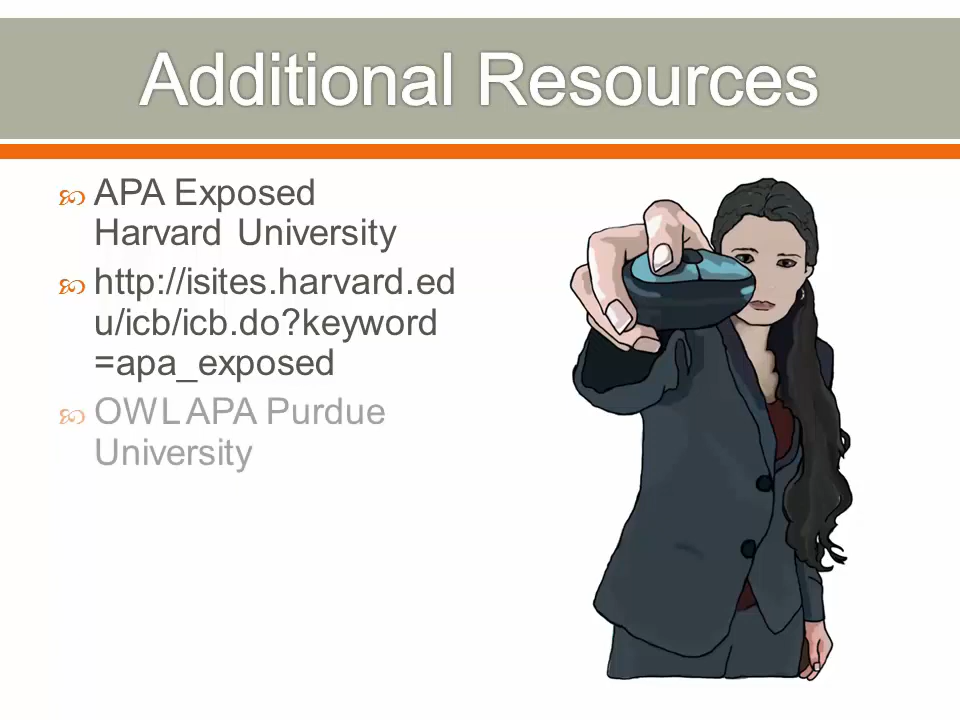 Additional Resources
APA Exposed
Harvard University
http://isites.harvard.ed
u/icb/icb.do?keyword
=apa_exposed
OWL APA Purdue
University